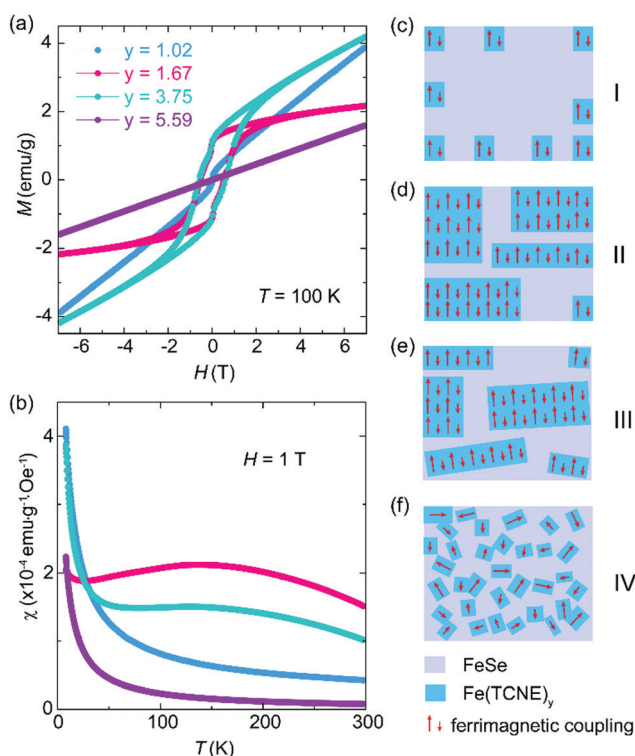 (a)
y = 1.02
y = 1.67
y = 3.75
y = 5.59
M (emu/g)
4
2
0
-2
-4
T = 100 K
-6 -4 -2 0 2 4 6
H (T)
(b)
χ (x10⁻⁴ emu·g⁻¹·Oe⁻¹)
4
2
0
H = 1 T
0 100 200 300
T (K)
(c)
I
(d)
II
(e)
III
(f)
IV
FeSe
Fe(TCNE)y
ferrimagnetic coupling